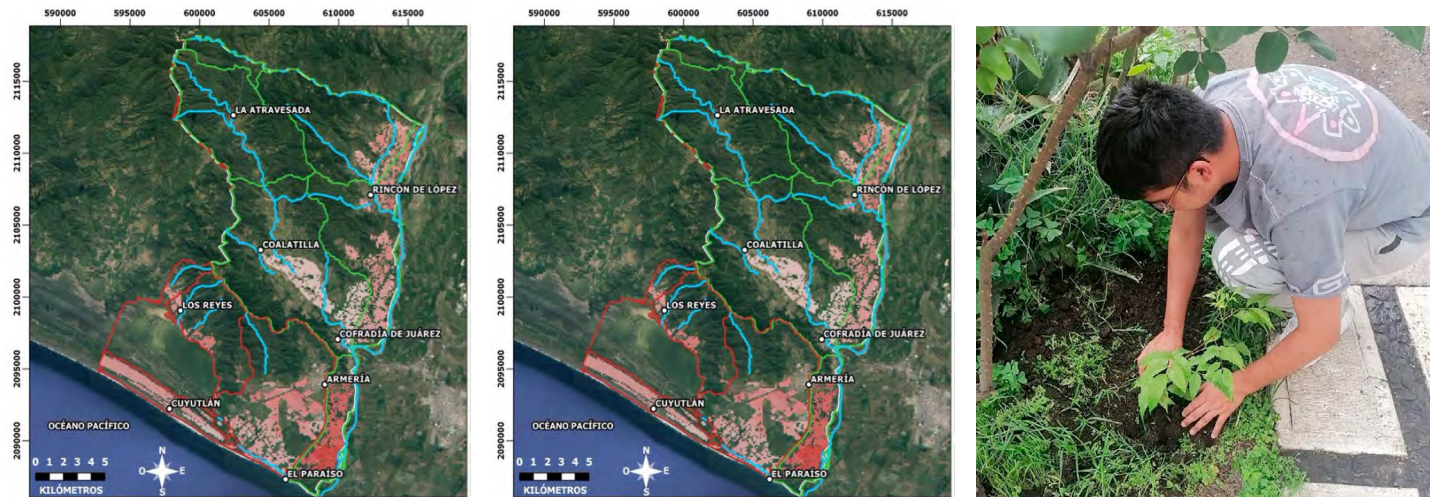 590000 595000 600000 605000 610000 615000
2115000
2110000
2105000
2100000
2095000
2090000
LA ATRAVESADA
RINCÓN DE LÓPEZ
COALATILLA
LOS REYES
COFRADÍA DE JUÁREZ
ARMERÍA
CUYUTLÁN
OCÉANO PACÍFICO
EL PARAÍSO
0 1 2 3 4 5
KILÓMETROS
N
E
S
590000 595000 600000 605000 610000 615000
2115000
2110000
2105000
2100000
2095000
2090000
LA ATRAVESADA
RINCÓN DE LÓPEZ
COALATILLA
LOS REYES
COFRADÍA DE JUÁREZ
ARMERÍA
CUYUTLÁN
OCÉANO PACÍFICO
EL PARAÍSO
0 1 2 3 4 5
KILÓMETROS
N
E
S